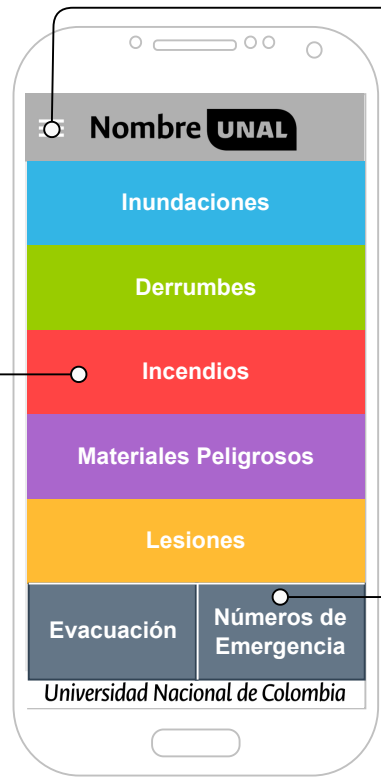 Nombre UNAL
Inundaciones
Derrumbes
Incendios
Materiales Peligrosos
Lesiones
Evacuación
Números de
Emergencia
Universidad Nacional de Colombia